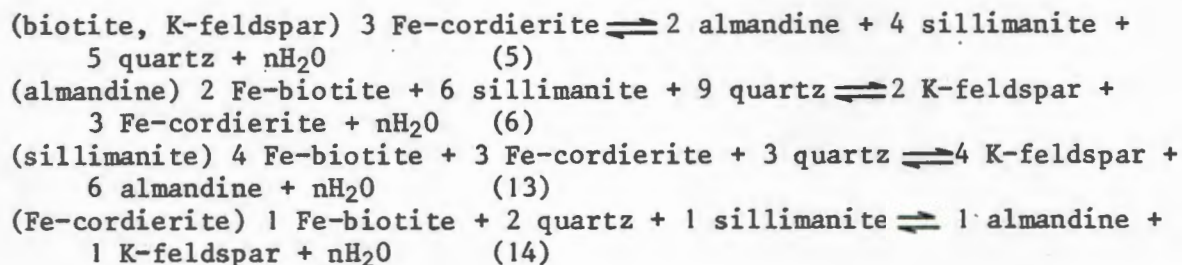 (biotite, K-feldspar) 3 Fe-cordierite⇌2 almandine + 4 sillimanite +
5 quartz + nH2O (5)
(almandine) 2 Fe-biotite + 6 sillimanite + 9 quartz⇌2 K-feldspar +
3 Fe-cordierite + nH2O (6)
(sillimanite) 4 Fe-biotite + 3 Fe-cordierite + 3 quartz ⇌4 K-feldspar +
6 almandine + nH2O (13)
(Fe-cordierite) 1 Fe-biotite + 2 quartz + 1 sillimanite⇌ 1 almandine +
1 K-feldspar + nH2O (14)